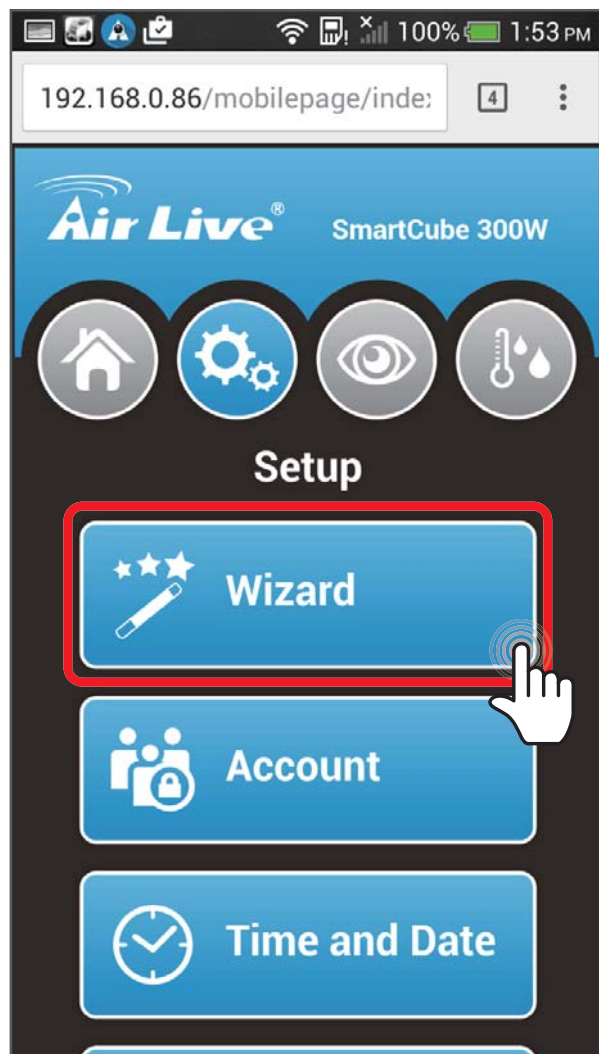 100% 1:53 PM
192.168.0.86/mobilepage/index
4
Air Live® SmartCube 300W
Setup
Wizard
Account
Time and Date